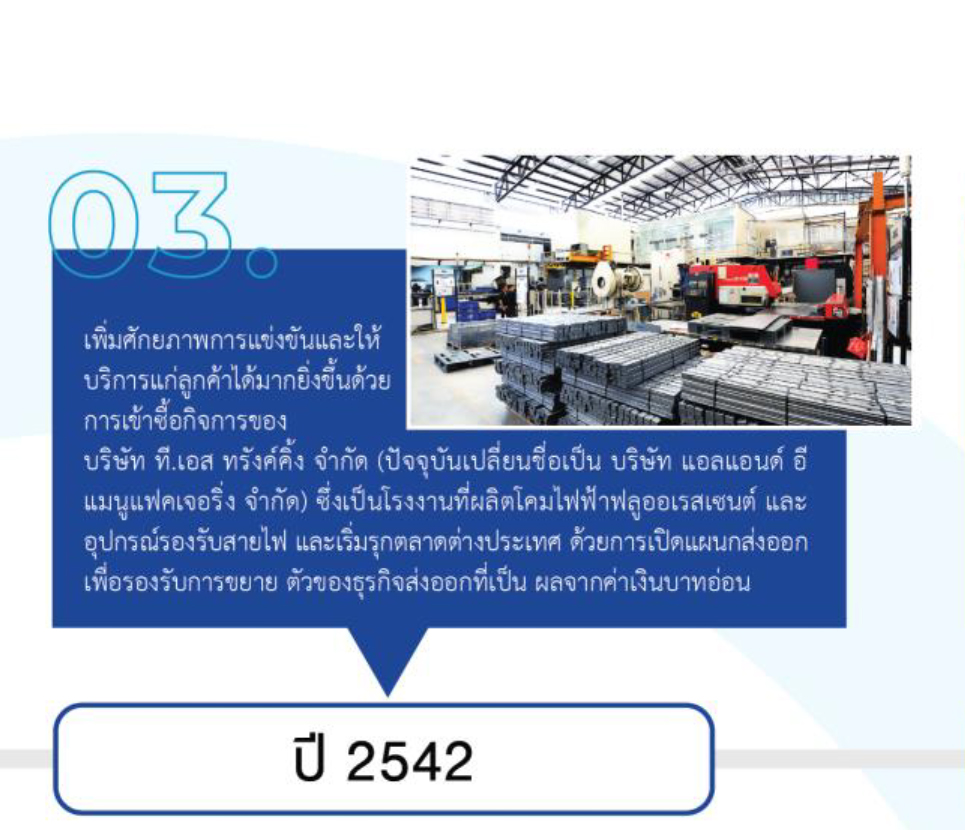 03.
เพิ่มศักยภาพการแข่งขันและให้
บริการแก่ลูกค้าได้มากยิ่งขึ้นด้วย
การเข้าซื้อกิจการของ
บริษัท ที.เอส ทรังค์คิ้ง จำกัด (ปัจจุบันเปลี่ยนชื่อเป็น บริษัท แอลแอนด์ อี
แมนูแฟคเจอริ่ง จำกัด) ซึ่งเป็นโรงงานที่ผลิตโคมไฟฟ้าฟลูออเรสเซนต์ และ
อุปกรณ์รองรับสายไฟ และเริ่มรุกตลาดต่างประเทศ ด้วยการเปิดแผนกส่งออก
เพื่อรองรับการขยาย ตัวของธุรกิจส่งออกที่เป็น ผลจากค่าเงินบาทอ่อน
ปี 2542